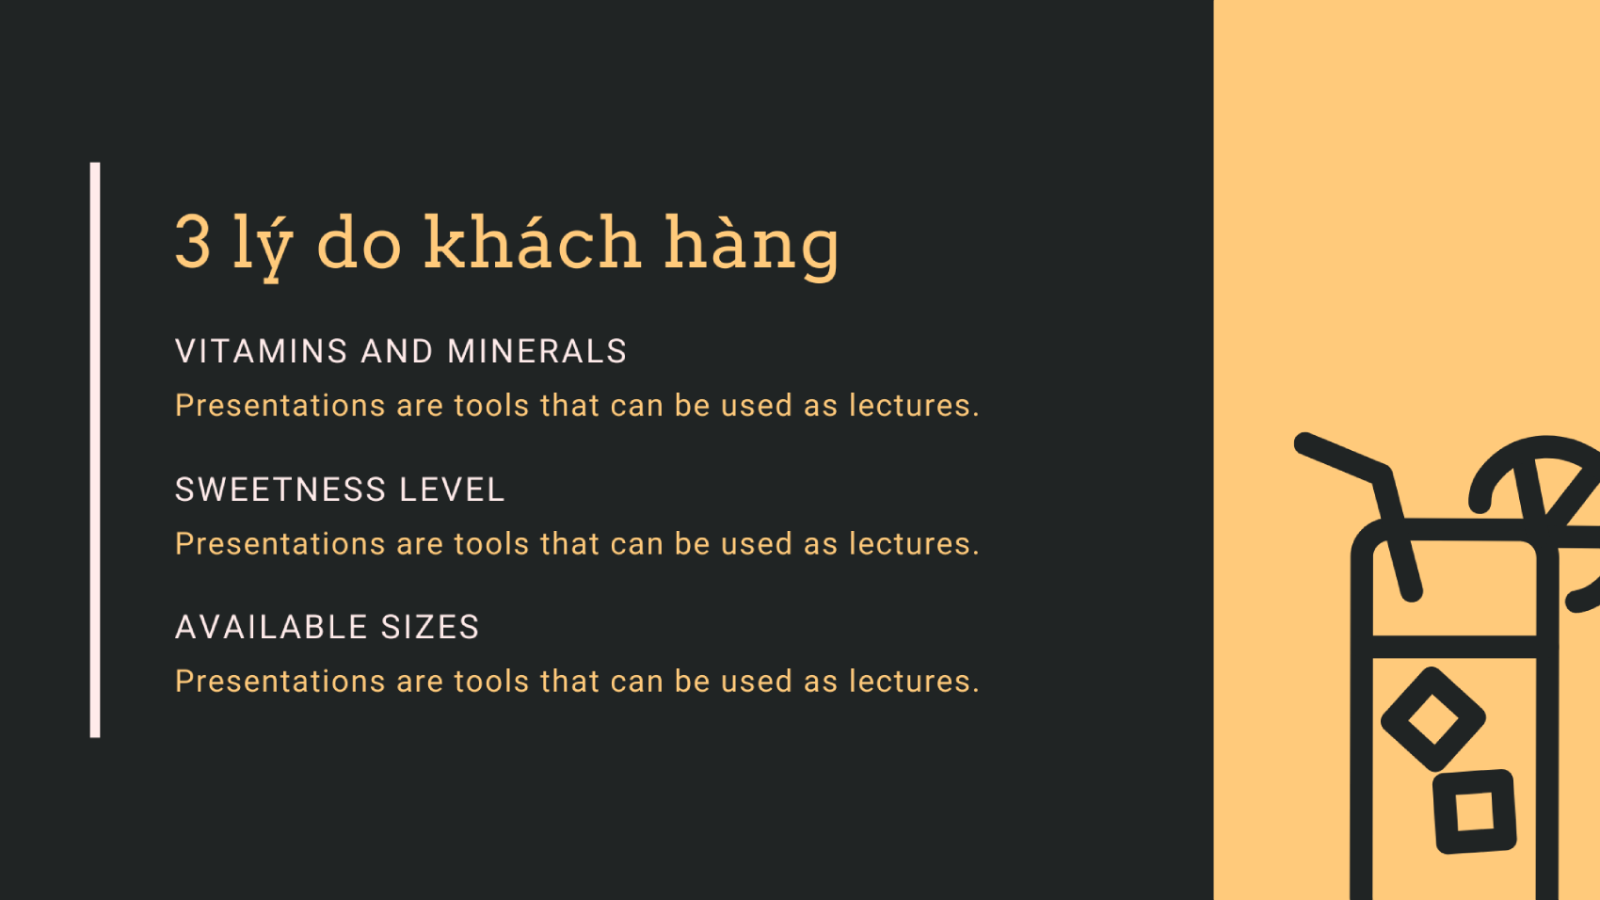 3 lý do khách hàng
VITAMINS AND MINERALS
Presentations are tools that can be used as lectures.
SWEETNESS LEVEL
Presentations are tools that can be used as lectures.
AVAILABLE SIZES
Presentations are tools that can be used as lectures.